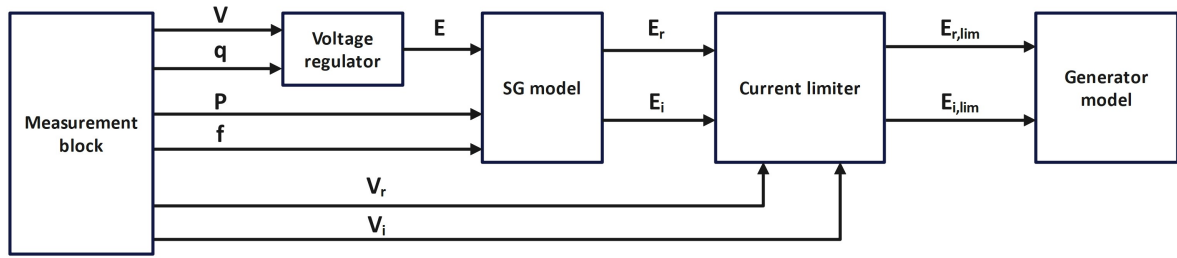 V
q
P
f
V_r
V_i
Measurement
block
Voltage
regulator
E
SG model
E_r
E_i
Current limiter
E_r,lim
E_i,lim
Generator
model